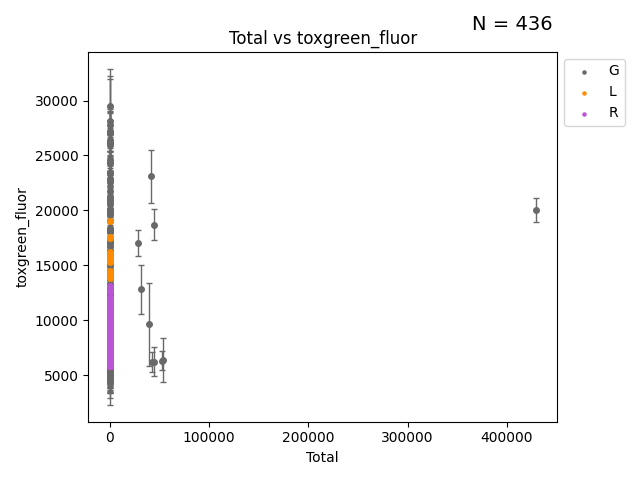 N = 436
Total vs toxgreen_fluor
G
L
R
30000
25000
20000
15000
10000
5000
toxgreen_fluor
0
100000
200000
300000
400000
Total